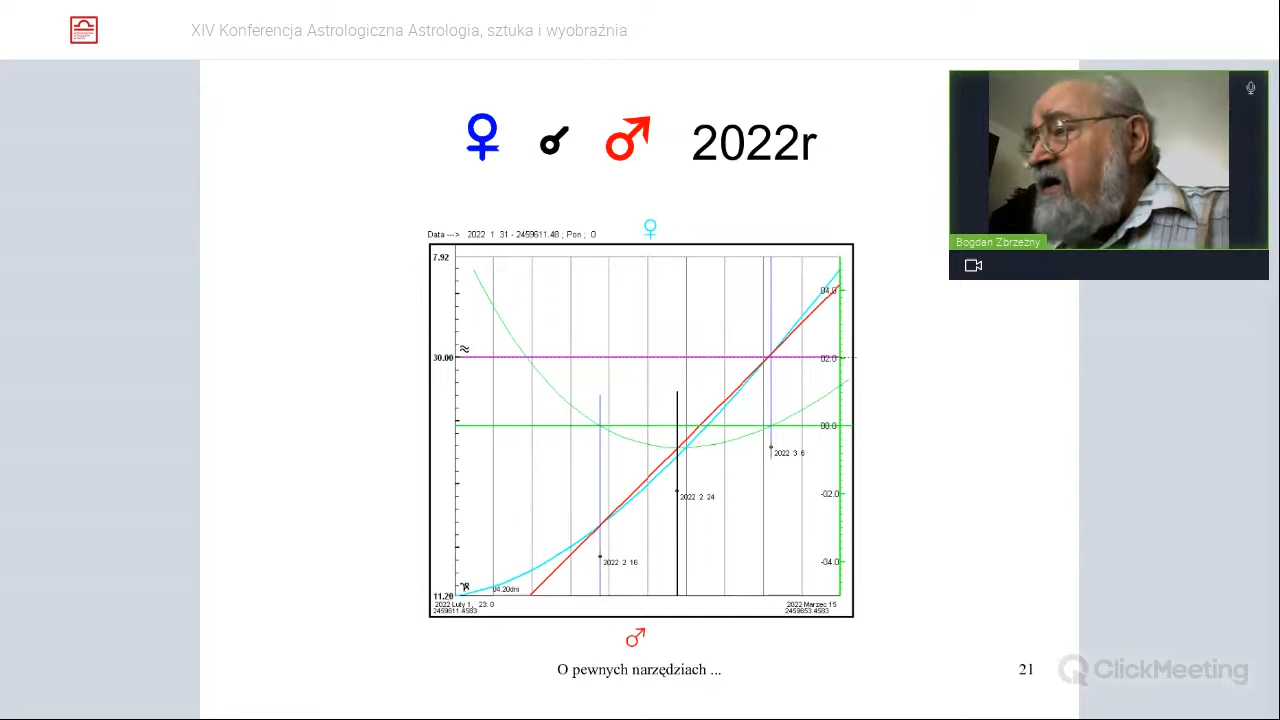 XIV Konferencja Astrologiczna Astrologia, sztuka i wyobraźnia
♀ ☌ ♂ 2022r
Bogdan Zbrzeżny
♀
Data ---> 2022 1 31 - 2459611.48 ; Pon ; 0
7.92
04.0
30.00
02.0
00.0
2022 3 6
-02.0
2022 2 24
-04.0
2022 2 16
04.20dni
11.20
2022 Luty 1, 23: 0
2459611.4583
2022 Marzec 15
2459653.4583
♂
O pewnych narzędziach ...
21
ClickMeeting